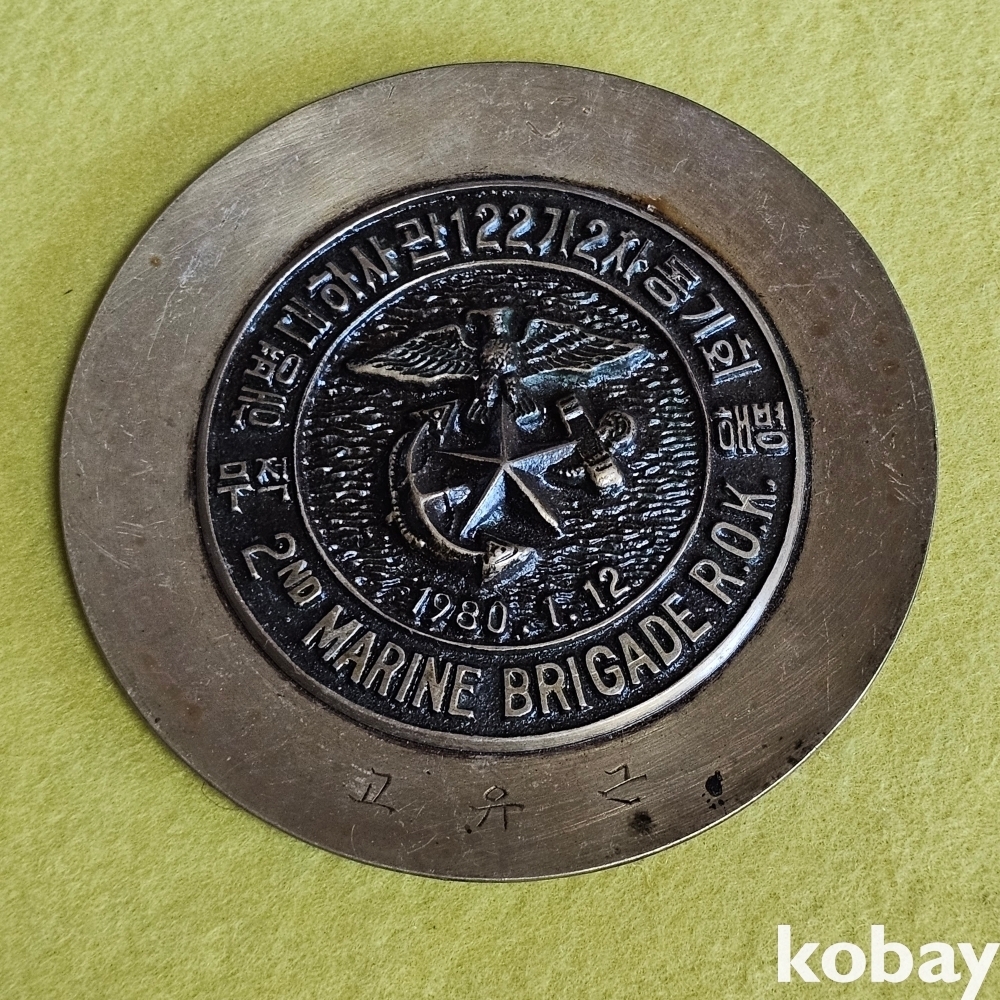 무적 해병대하사관122기2차동기회 해병
2ND MARINE BRIGADE R.O.K.
1980. 1. 12
고유근
kobay